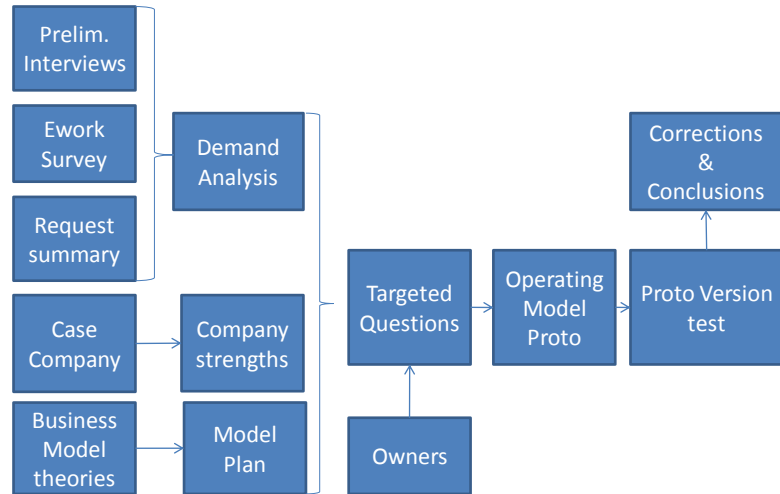 Prelim.
Interviews
Ework
Survey
Request
summary
Demand
Analysis
Case
Company
Company
strengths
Business
Model
theories
Model
Plan
Targeted
Questions
Owners
Operating
Model
Proto
Proto Version
test
Corrections
&
Conclusions